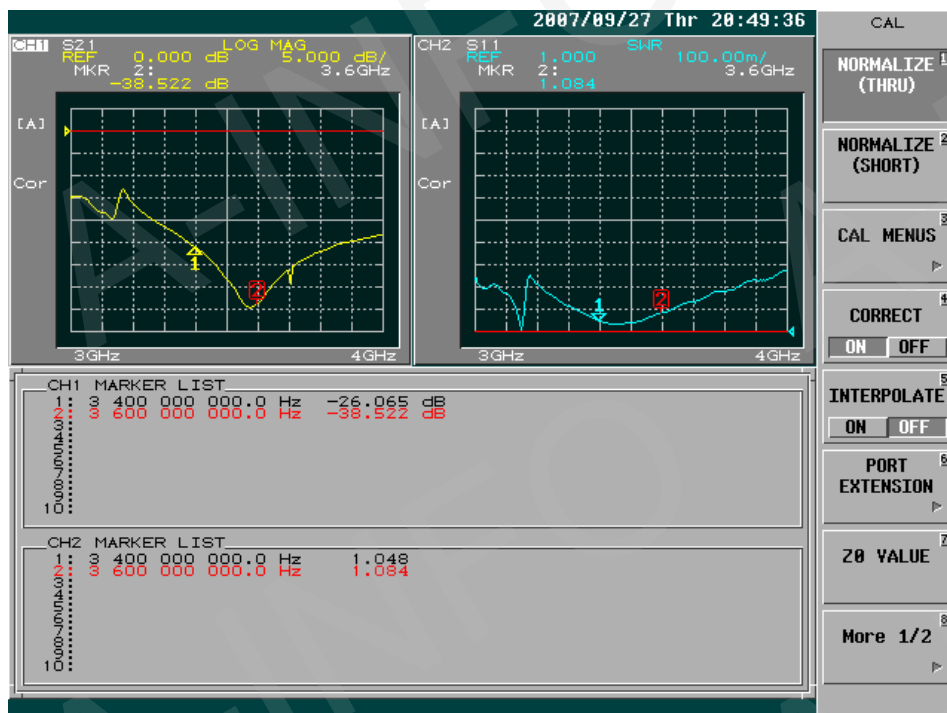 2007/09/27 Thr 20:49:36
CH1 S21 LOG MAG
REF 0.000 dB 5.000 dB/
MKR 2: 3.6GHz
-38.522 dB
[A]
Cor
1
2
3GHz 4GHz
CH2 S11 SWR
REF 1.000 100.00m/
MKR 2: 3.6GHz
1.084
[A]
Cor
1
2
3GHz 4GHz
CH1 MARKER LIST
1: 3 400 000 000.0 Hz -26.065 dB
2: 3 600 000 000.0 Hz -38.522 dB
3:
4:
5:
6:
7:
8:
9:
10:
CH2 MARKER LIST
1: 3 400 000 000.0 Hz 1.048
2: 3 600 000 000.0 Hz 1.084
3:
4:
5:
6:
7:
8:
9:
10:
CAL
NORMALIZE 1
(THRU)
NORMALIZE 2
(SHORT)
3
CAL MENUS
4
CORRECT
ON OFF
5
INTERPOLATE
ON OFF
6
PORT
EXTENSION
7
Z0 VALUE
8
More 1/2
A-INFO